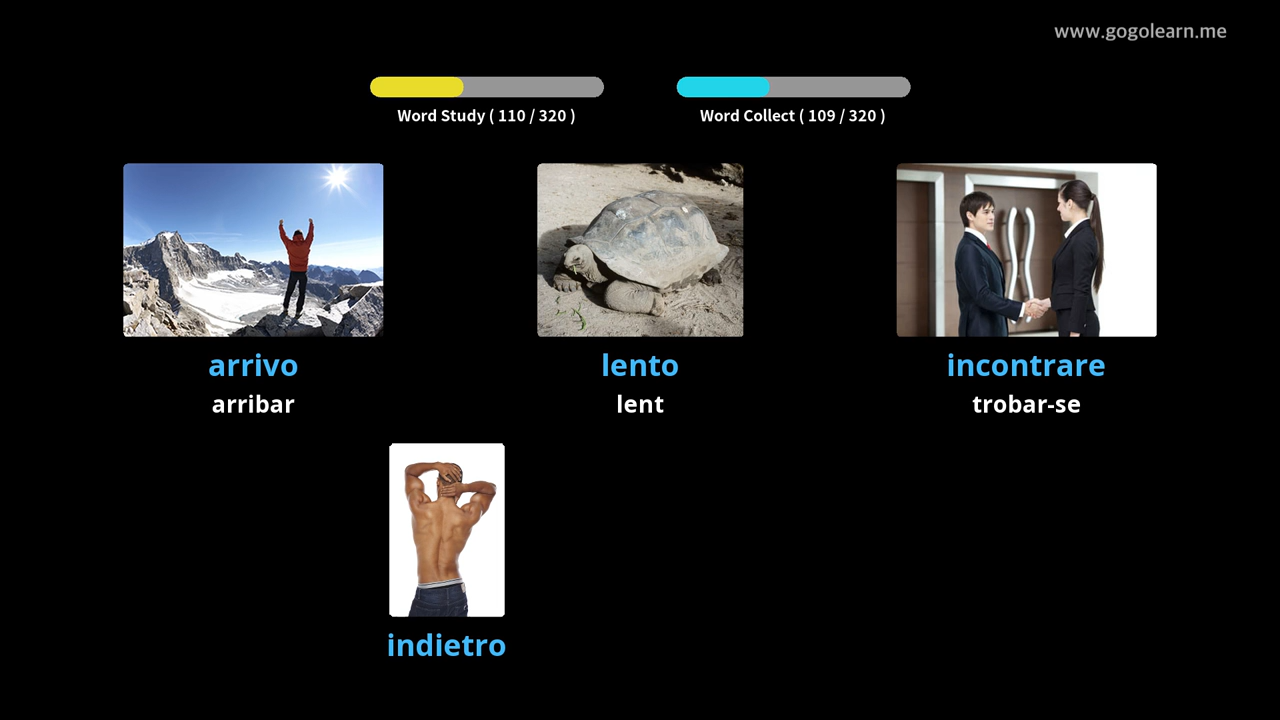 www.gogolearn.me
Word Study ( 110 / 320 )
Word Collect ( 109 / 320 )
arrivo
arribar
lento
lent
incontrare
trobar-se
indietro